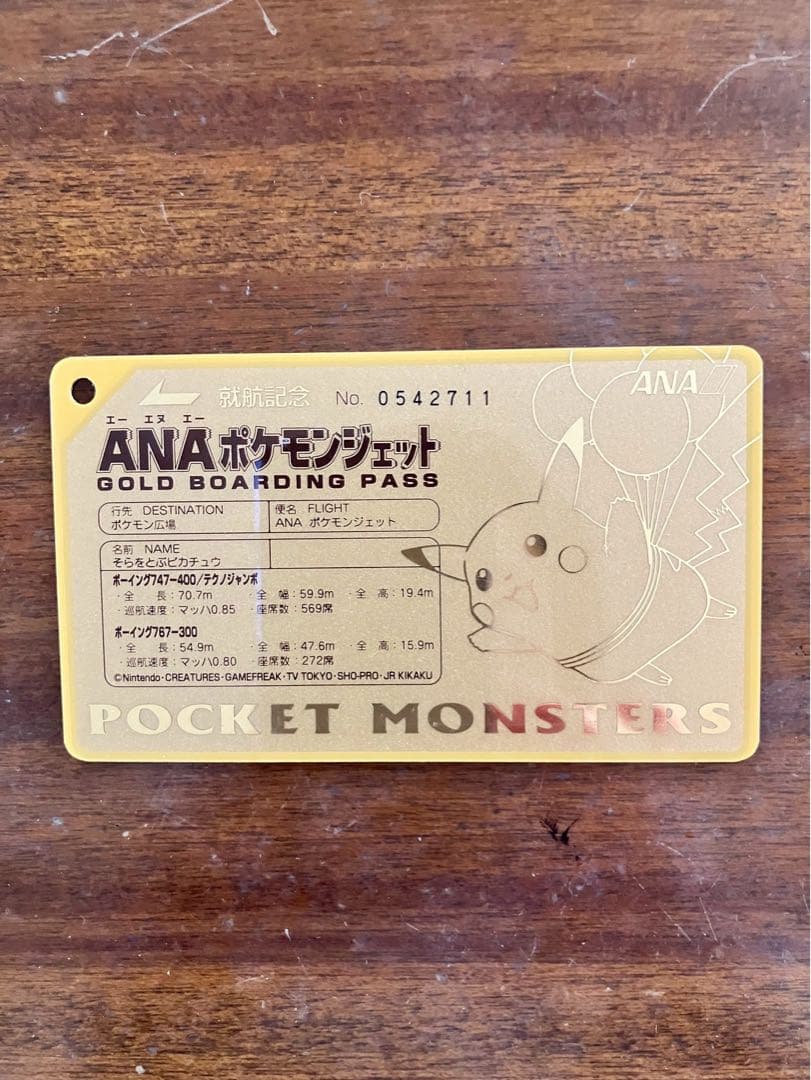 就航記念 No. 0542711
ANA
エー エヌ エー
ANAポケモンジェット
GOLD BOARDING PASS
行先 DESTINATION
ポケモン広場
便名 FLIGHT
ANA ポケモンジェット
名前 NAME
そらをとぶピカチュウ
ボーイング747-400/テクノジャンボ
・全 長：70.7m ・全 幅：59.9m ・全 高：19.4m
・巡航速度：マッハ0.85 ・座席数：569席
ボーイング767-300
・全 長：54.9m ・全 幅：47.6m ・全 高：15.9m
・巡航速度：マッハ0.80 ・座席数：272席
©Nintendo・CREATURES・GAMEFREAK・TV TOKYO・SHO-PRO・JR KIKAKU
POCKET MONSTERS